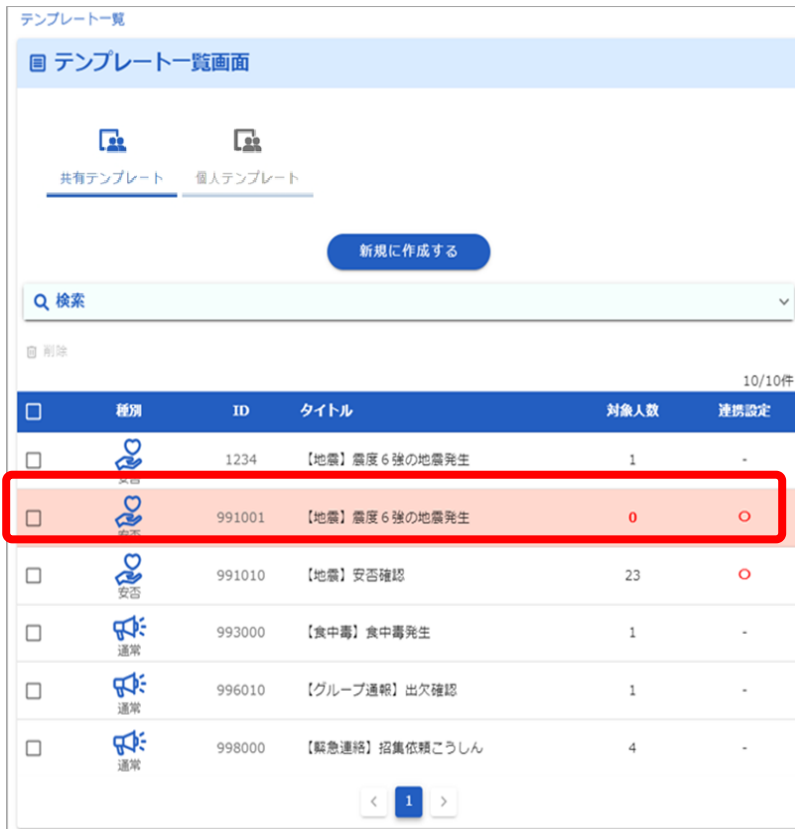 テンプレート一覧
テンプレート一覧画面
共有テンプレート 個人テンプレート
新規に作成する
検索
削除
10/10件
種別 ID タイトル 対象人数 連携設定
安否 1234 【地震】震度６強の地震発生 1 -
安否 991001 【地震】震度６強の地震発生 0 〇
安否 991010 【地震】安否確認 23 〇
通常 993000 【食中毒】食中毒発生 1 -
通常 996010 【グループ通報】出欠確認 1 -
通常 998000 【緊急連絡】招集依頼こうしん 4 -
< 1 >